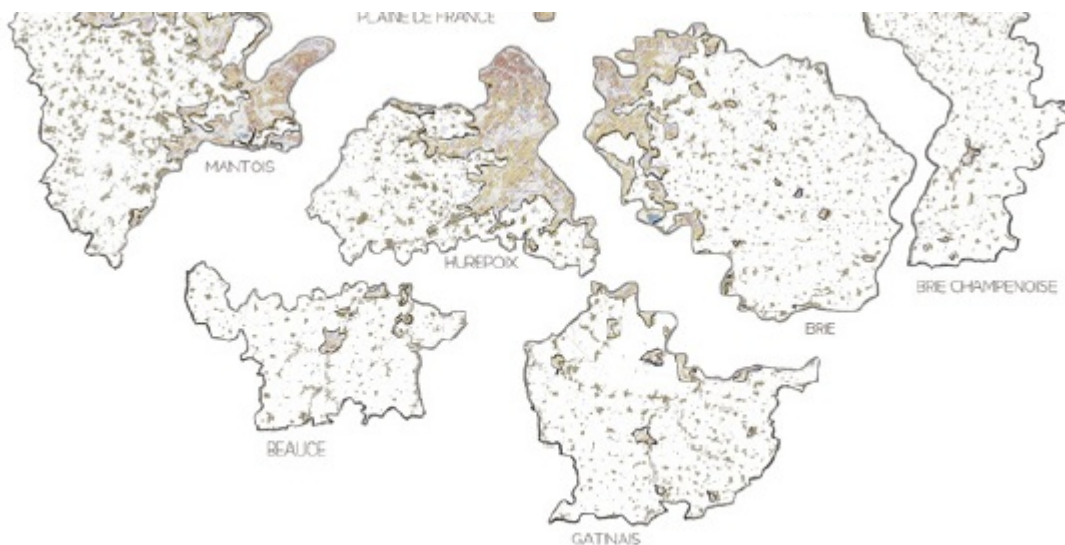 PLAINE DE FRANCE
MANTOIS
HUREPOIX
BRIE CHAMPENOISE
BRIE
BEAUCE
GATINAIS